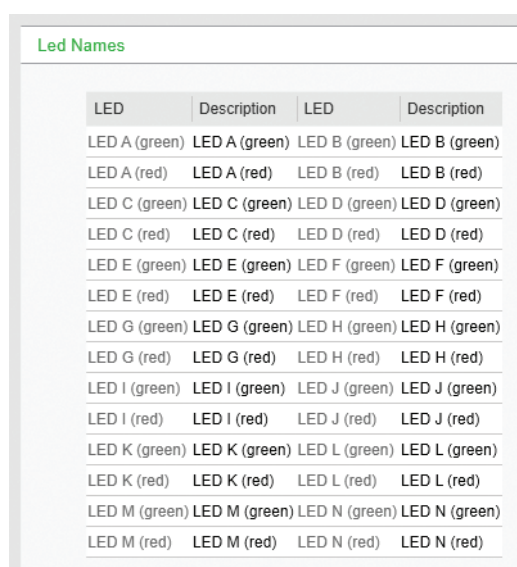 Led Names
LED Description LED Description
LED A (green) LED A (green) LED B (green) LED B (green)
LED A (red) LED A (red) LED B (red) LED B (red)
LED C (green) LED C (green) LED D (green) LED D (green)
LED C (red) LED C (red) LED D (red) LED D (red)
LED E (green) LED E (green) LED F (green) LED F (green)
LED E (red) LED E (red) LED F (red) LED F (red)
LED G (green) LED G (green) LED H (green) LED H (green)
LED G (red) LED G (red) LED H (red) LED H (red)
LED I (green) LED I (green) LED J (green) LED J (green)
LED I (red) LED I (red) LED J (red) LED J (red)
LED K (green) LED K (green) LED L (green) LED L (green)
LED K (red) LED K (red) LED L (red) LED L (red)
LED M (green) LED M (green) LED N (green) LED N (green)
LED M (red) LED M (red) LED N (red) LED N (red)